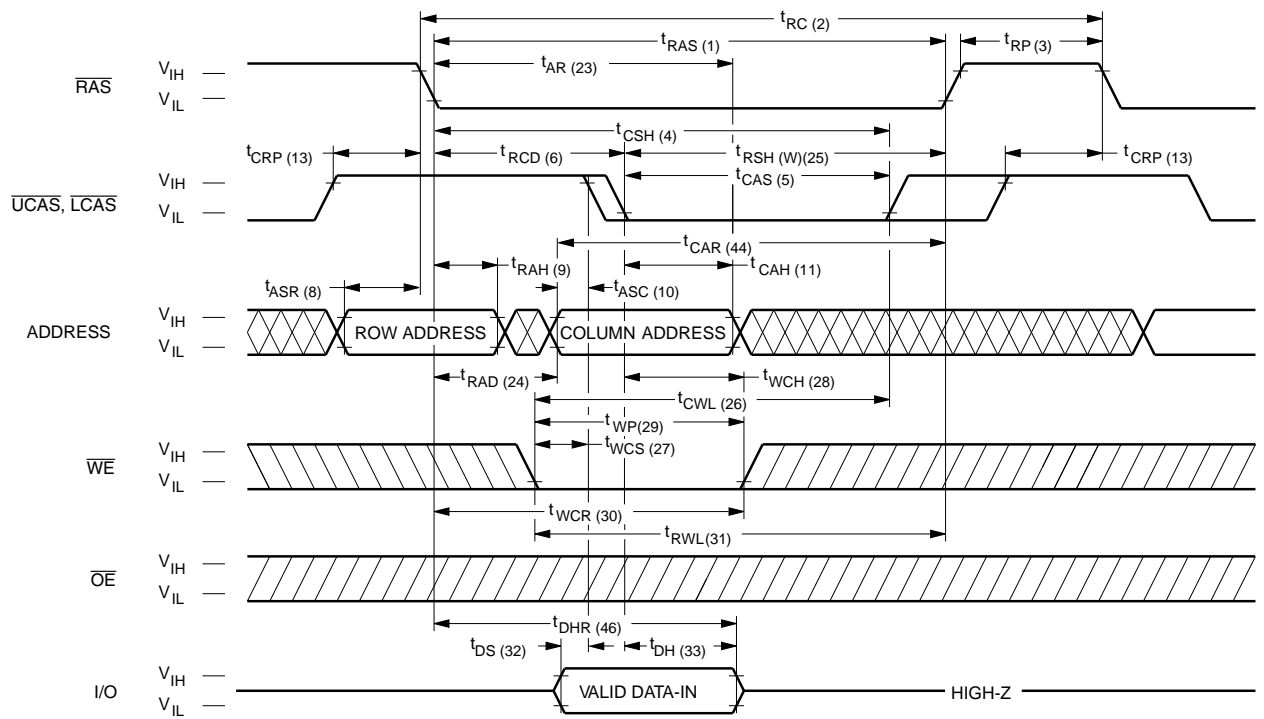 tRC (2)
tRAS (1)
tRP (3)
tAR (23)
RAS
VIH
VIL
tCSH (4)
tCRP (13)
tRCD (6)
tRSH (W)(25)
tCRP (13)
tCAS (5)
UCAS, LCAS
VIH
VIL
tCAR (44)
tRAH (9)
tCAH (11)
tASR (8)
tASC (10)
ADDRESS
VIH
VIL
ROW ADDRESS
COLUMN ADDRESS
tRAD (24)
tWCH (28)
tCWL (26)
tWP(29)
tWCS (27)
WE
VIH
VIL
tWCR (30)
tRWL(31)
OE
VIH
VIL
tDHR (46)
tDS (32)
tDH (33)
I/O
VIH
VIL
VALID DATA-IN
HIGH-Z